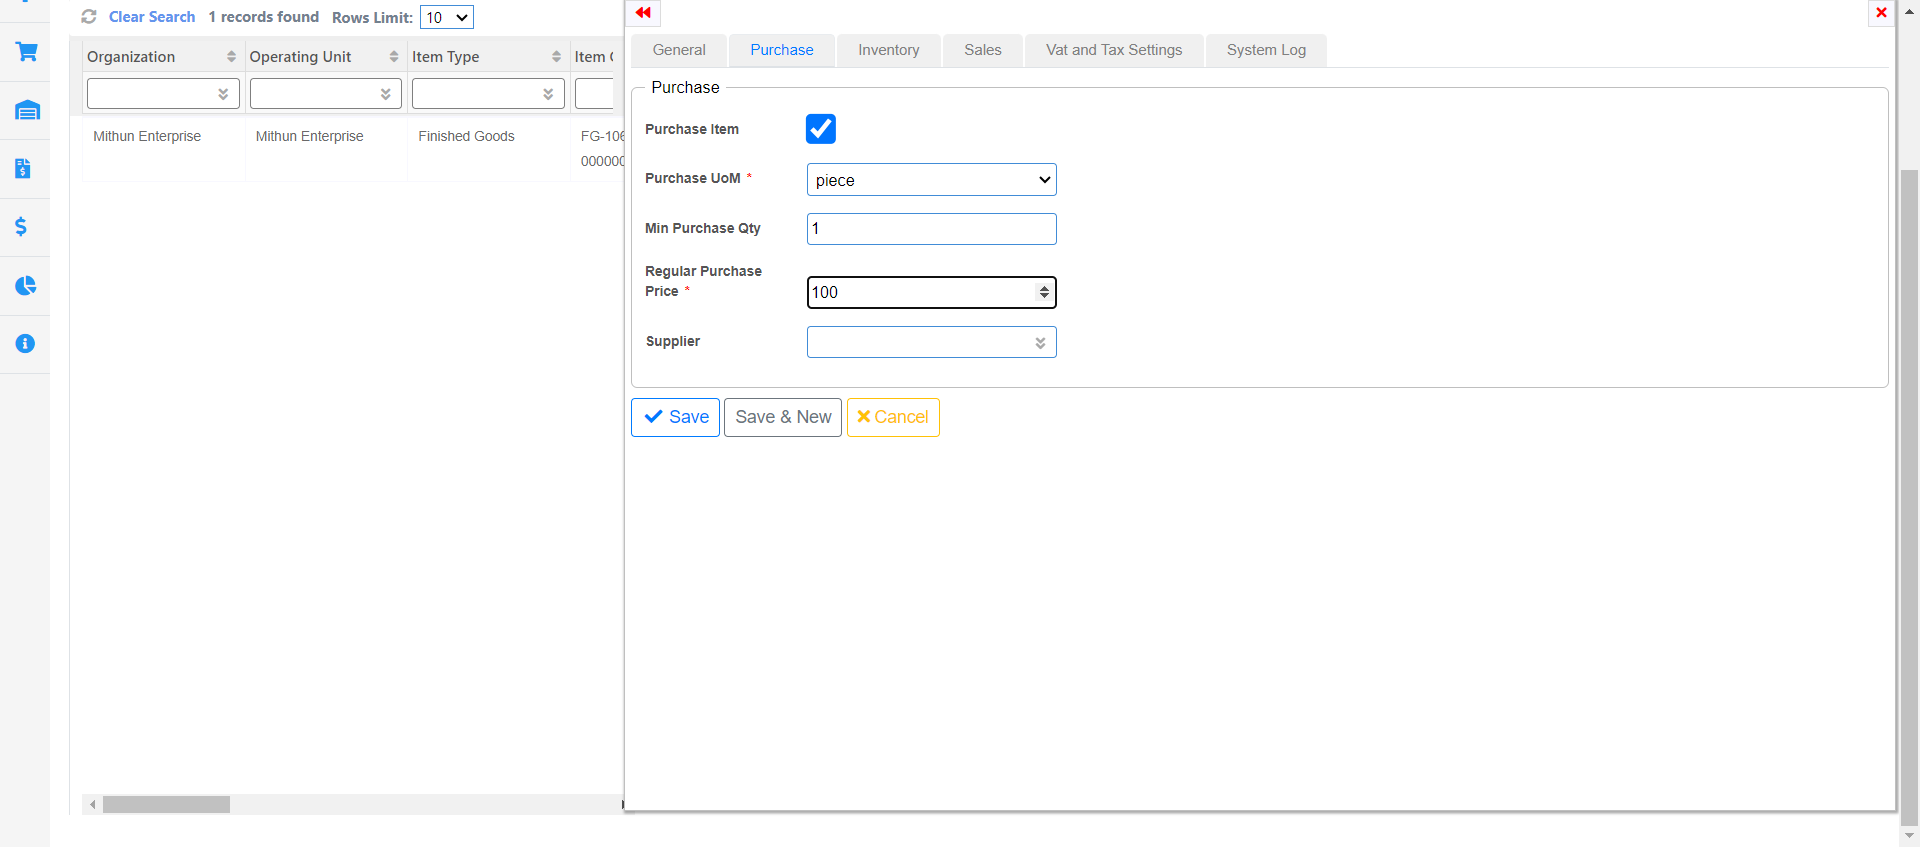 Clear Search 1 records found Rows Limit: 10
Organization Operating Unit Item Type Item
Mithun Enterprise Mithun Enterprise Finished Goods FG-106
000000
General Purchase Inventory Sales Vat and Tax Settings System Log
Purchase
Purchase Item
Purchase UoM * piece
Min Purchase Qty 1
Regular Purchase
Price * 100
Supplier
Save Save & New Cancel